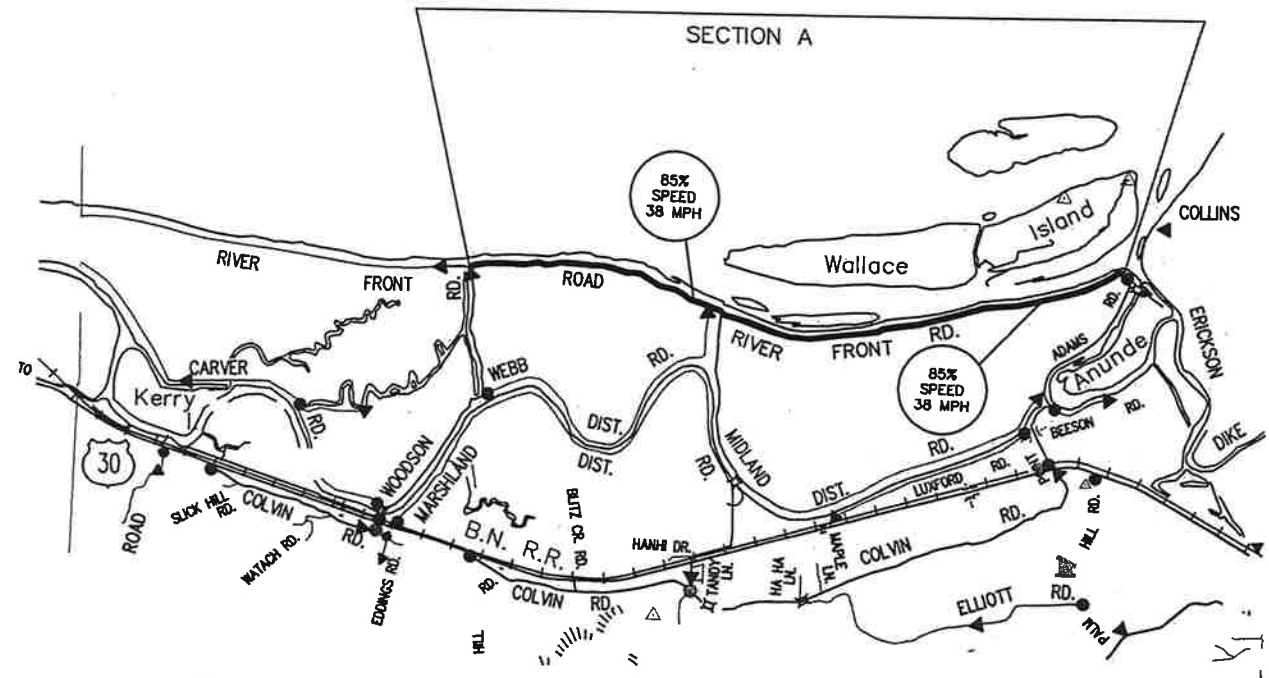 SECTION A
85%
SPEED
38 MPH
COLLINS
Island
Wallace
RIVER
FRONT
RD.
ROAD
RIVER
FRONT
RD.
ERICKSON
RD.
ADAMS
Anunde
85%
SPEED
38 MPH
CARVER
Kerry
RD.
TO
30
WEBB
RD.
DIST.
DIST.
RD.
MIDLAND
DIST.
RD.
BEESON
RD.
DIKE
WOODSON
MARSHLAND
LUXFORD
RD.
HILL RD.
ROAD
SLICK HILL
RD.
COLVIN
RD.
WATACH RD.
EDDINGS RD.
B.N. R.R.
BLITZ CR. RD.
HANHI DR.
TANDY
LN.
HA HA
LN.
MAPLE
LN.
COLVIN
RD.
HILL
RD.
COLVIN
RD.
ELLIOTT
RD.
PALM